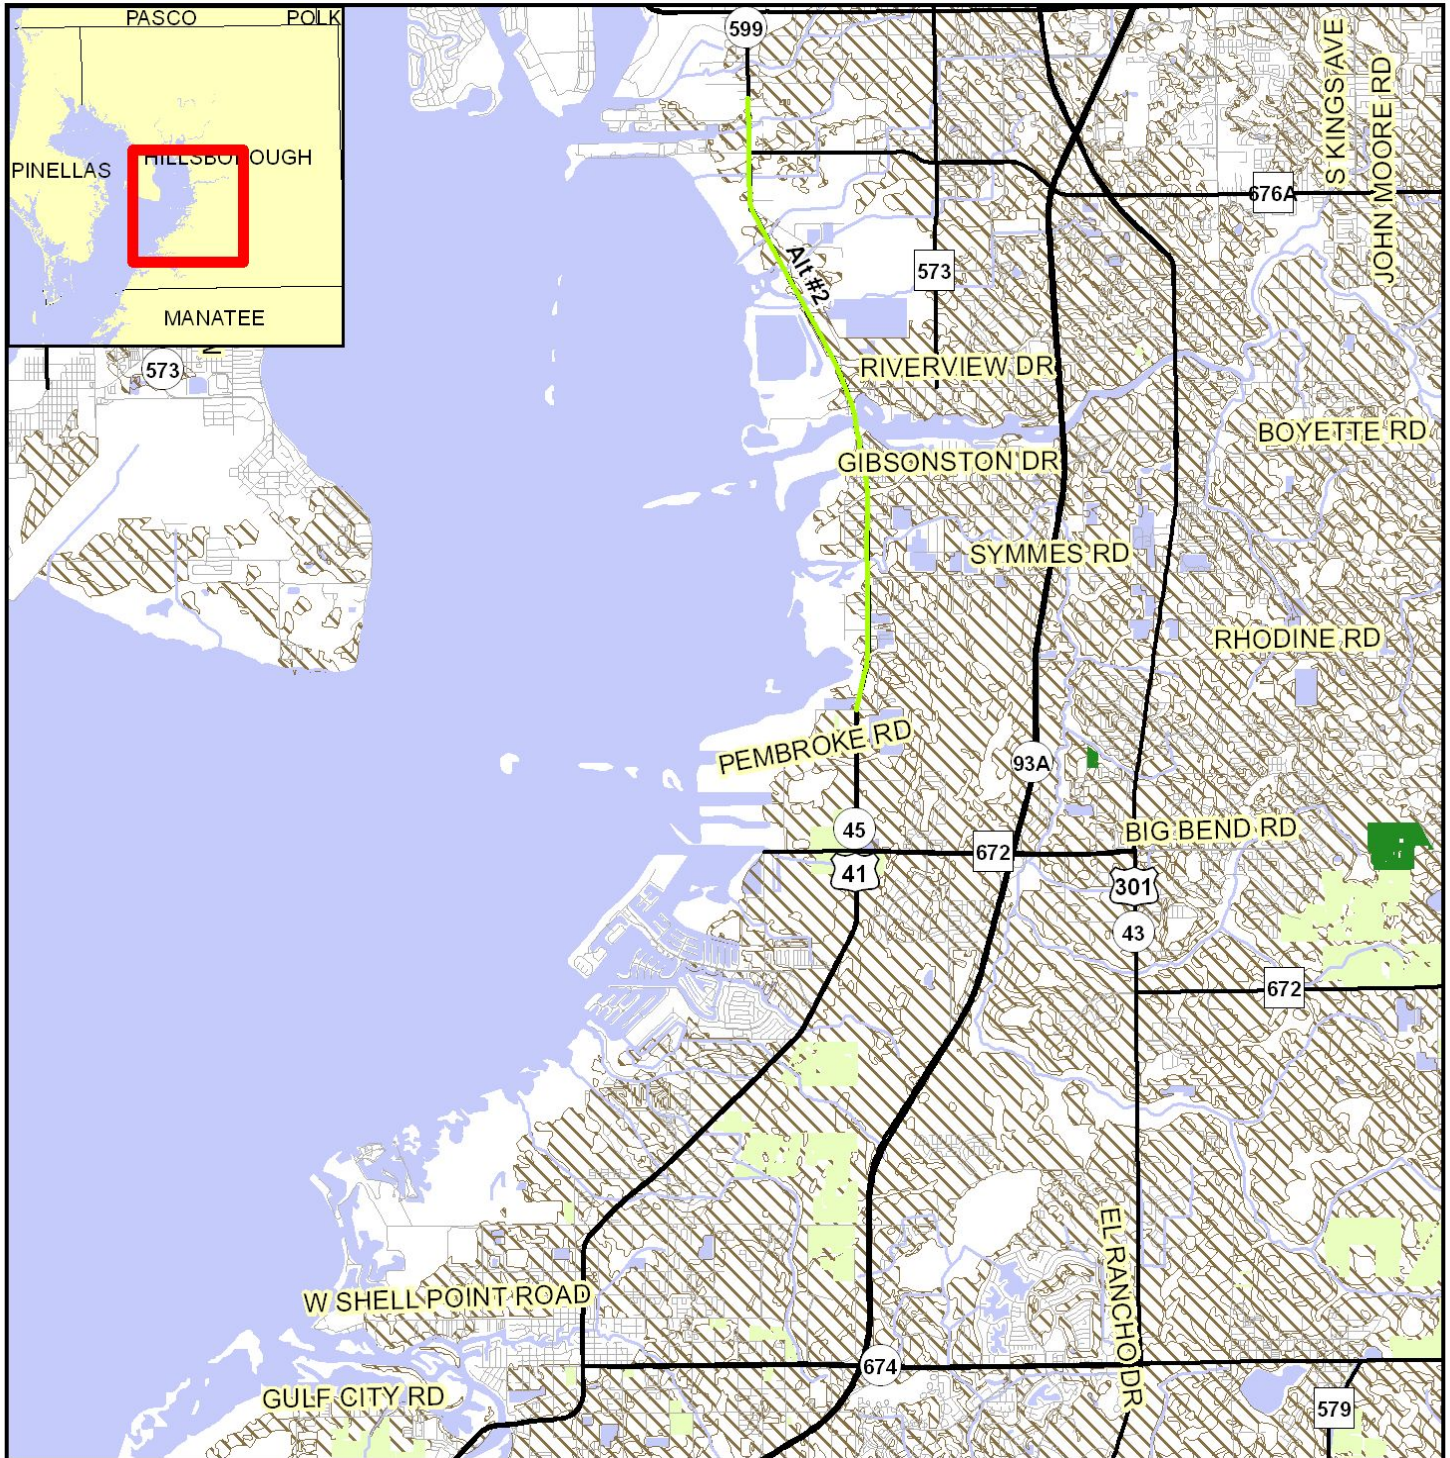 PASCO
POLK
PINELLAS
HILLSBOROUGH
MANATEE
599
S KINGS AVE
JOHN MOORE RD
676A
Alt #2
573
573
RIVERVIEW DR
BOYETTE RD
GIBSONSTON DR
SYMMES RD
RHODINE RD
PEMBROKE RD
93A
45
BIG BEND RD
672
41
301
43
672
EL RANCHO DR
W SHELL POINT ROAD
674
GULF CITY RD
579